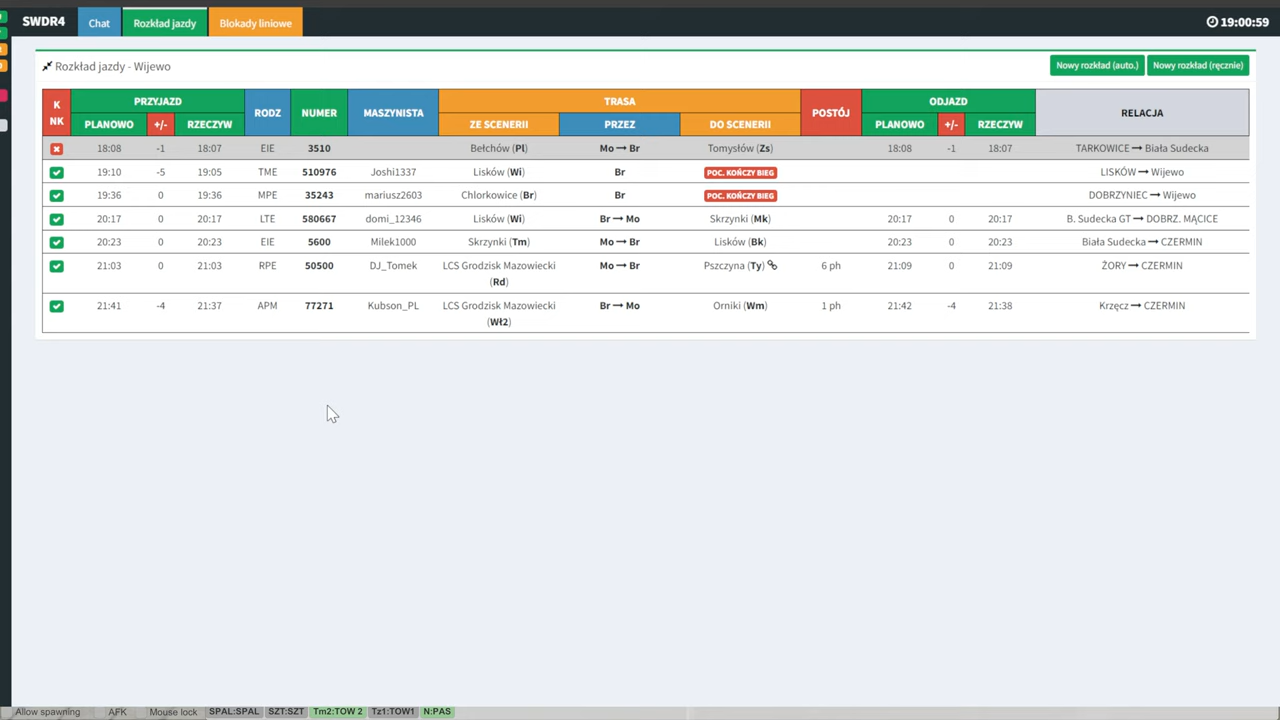 SWDR4 Chat Rozkład jazdy Blokady liniowe 19:00:59
Rozkład jazdy - Wijewo Nowy rozkład (auto.) Nowy rozkład (ręcznie)
K NK PRZYJAZD RODZ NUMER MASZYNISTA TRASA POSTÓJ ODJAZD RELACJA
PLANOWO +/- RZECZYW ZE SCENERII PRZEZ DO SCENERII PLANOWO +/- RZECZYW
18:08 -1 18:07 EIE 3510 Bełchów (Pl) Mo → Br Tomysłów (Zs) 18:08 -1 18:07 TARKOWICE → Biała Sudecka
19:10 -5 19:05 TME 510976 Joshi1337 Lisków (Wi) Br POC. KOŃCZY BIEG LISKÓW → Wijewo
19:36 0 19:36 MPE 35243 mariusz2603 Chlorkowice (Br) Br POC. KOŃCZY BIEG DOBRZYNIEC → Wijewo
20:17 0 20:17 LTE 580667 domi_12346 Lisków (Wi) Br → Mo Skrzynki (Mk) 20:17 0 20:17 B. Sudecka GT → DOBRZ. MĄCICE
20:23 0 20:23 EIE 5600 Milek1000 Skrzynki (Tm) Mo → Br Lisków (Bk) 20:23 0 20:23 Biała Sudecka → CZERMIN
21:03 0 21:03 RPE 50500 DJ_Tomek LCS Grodzisk Mazowiecki Mo → Br Pszczyna (Ty) 6 ph 21:09 0 21:09 ŻORY → CZERMIN
(Rd)
21:41 -4 21:37 APM 77271 Kubson_PL LCS Grodzisk Mazowiecki Br → Mo Orniki (Wm) 1 ph 21:42 -4 21:38 Krzęcz → CZERMIN
(Wł2)
Allow spawning AFK Mouse lock SPAL:SPAL SZT:SZT Tm2:TOW 2 Tz1:TOW1 N:PAS